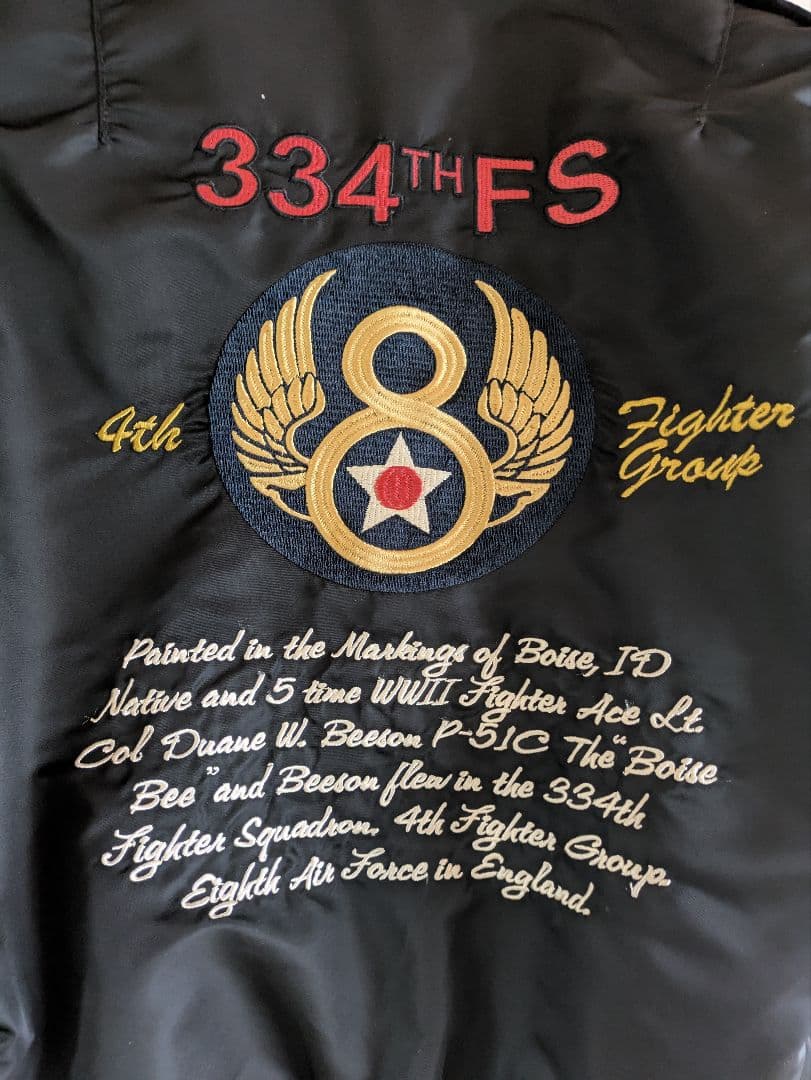 334TH FS
8
4th
Fighter
Group
Painted in the Markings of Boise, ID
Native and 5 time WWII Fighter Ace Lt.
Col Duane W. Beeson P-51C The "Boise
Bee" and Beeson flew in the 334th
Fighter Squadron. 4th Fighter Group.
Eighth Air Force in England.